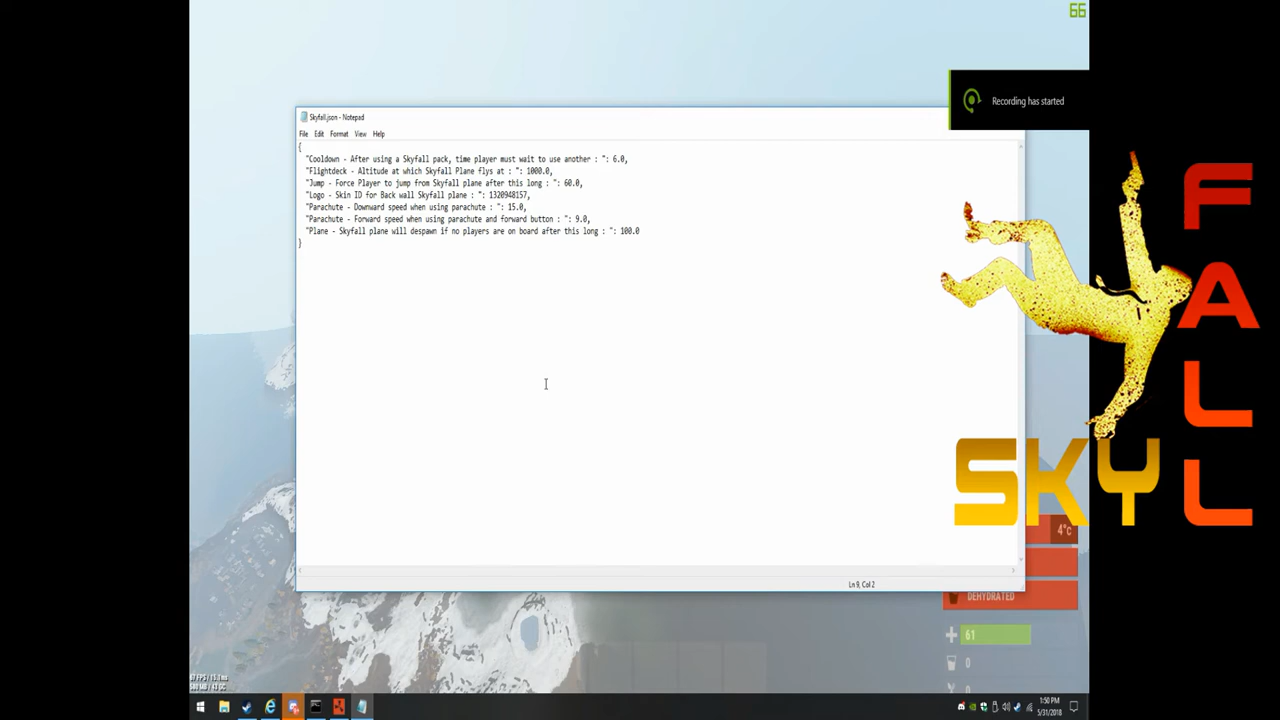 66
Recording has started
Skyfall.json - Notepad
File Edit Format View Help
{
"Cooldown - After using a Skyfall pack, time player must wait to use another : ": 6.0,
"Flightdeck - Altitude at which Skyfall Plane flys at : ": 1000.0,
"Jump - Force Player to jump from Skyfall plane after this long : ": 60.0,
"Logo - Skin ID for Back wall Skyfall plane : ": 1320948157,
"Parachute - Downward speed when using parachute : ": 15.0,
"Parachute - Forward speed when using parachute and forward button : ": 9.0,
"Plane - Skyfall plane will despawn if no players are on board after this long : ": 100.0
}
SKY
FALL
4°c
Ln 9, Col 2
DEHYDRATED
61
0
0
1:50 PM
5/31/2018